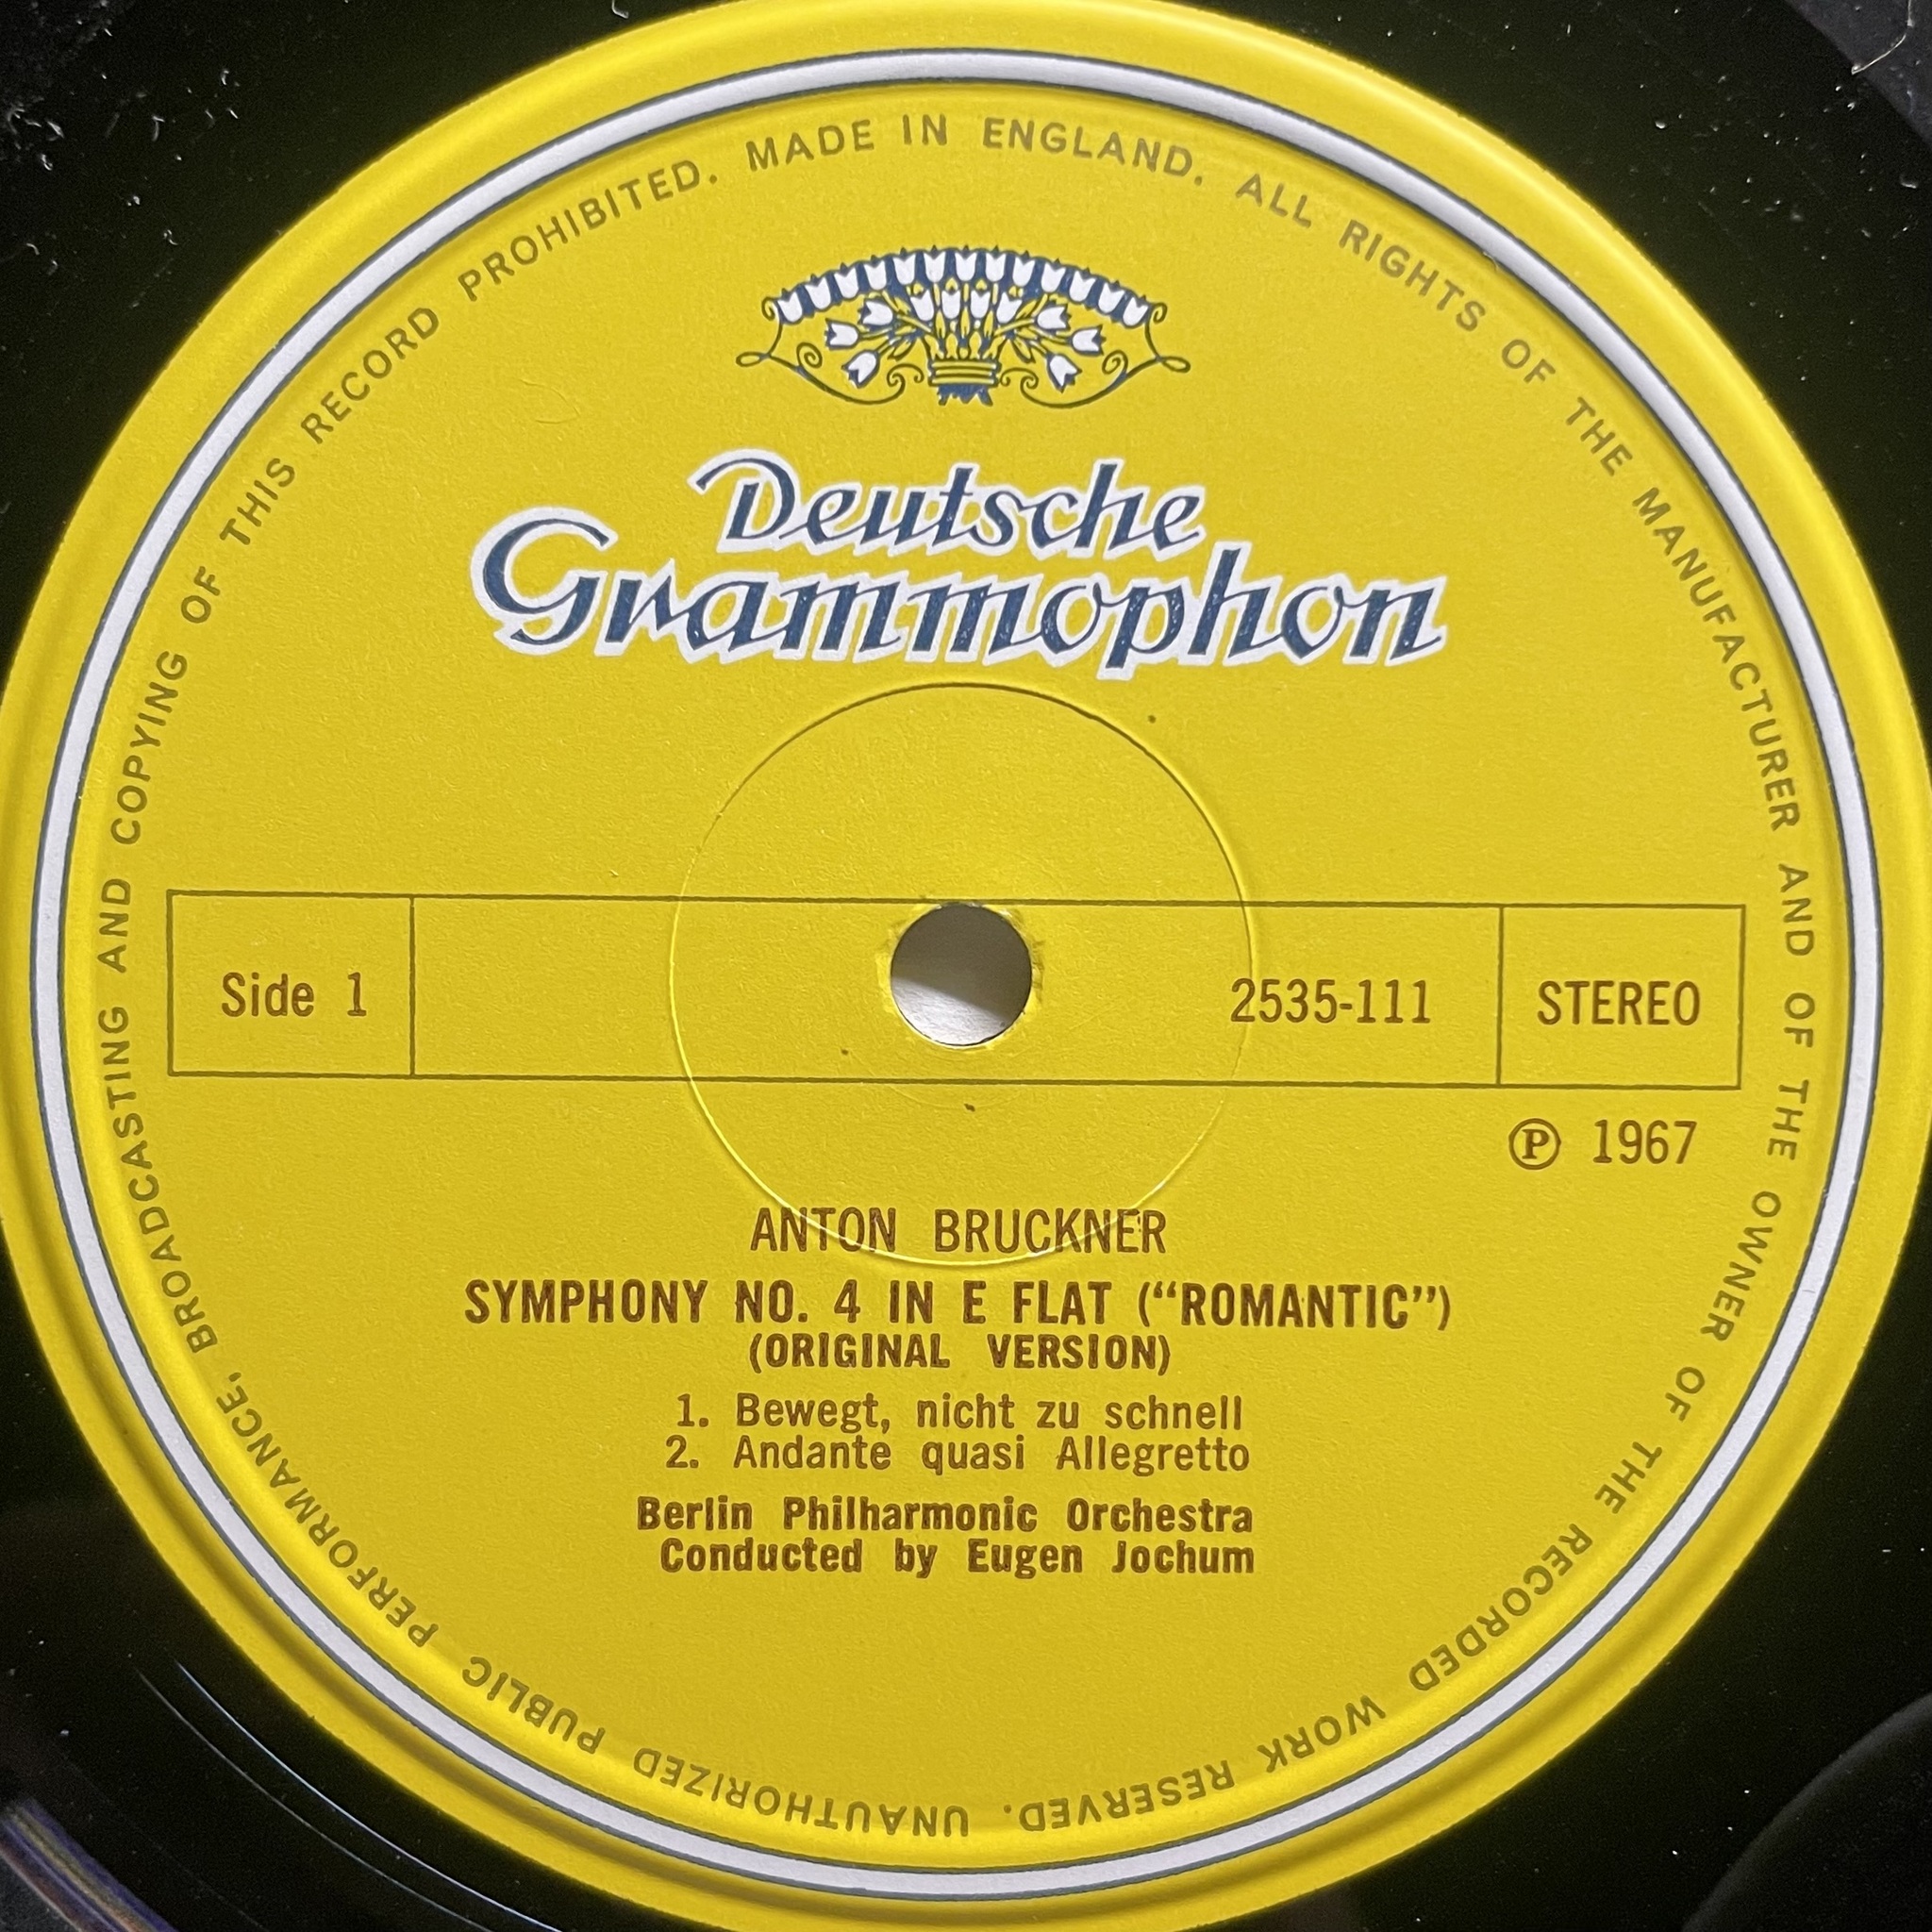 MADE IN ENGLAND. ALL RIGHTS OF THE MANUFACTURER AND OF THE OWNER OF THE RECORDED WORK RESERVED. UNAUTHORIZED PUBLIC PERFORMANCE, BROADCASTING AND COPYING OF THIS RECORD PROHIBITED.
Deutsche
Grammophon
Side 1
2535-111
STEREO
℗ 1967
ANTON BRUCKNER
SYMPHONY NO. 4 IN E FLAT (“ROMANTIC”)
(ORIGINAL VERSION)
1. Bewegt, nicht zu schnell
2. Andante quasi Allegretto
Berlin Philharmonic Orchestra
Conducted by Eugen Jochum